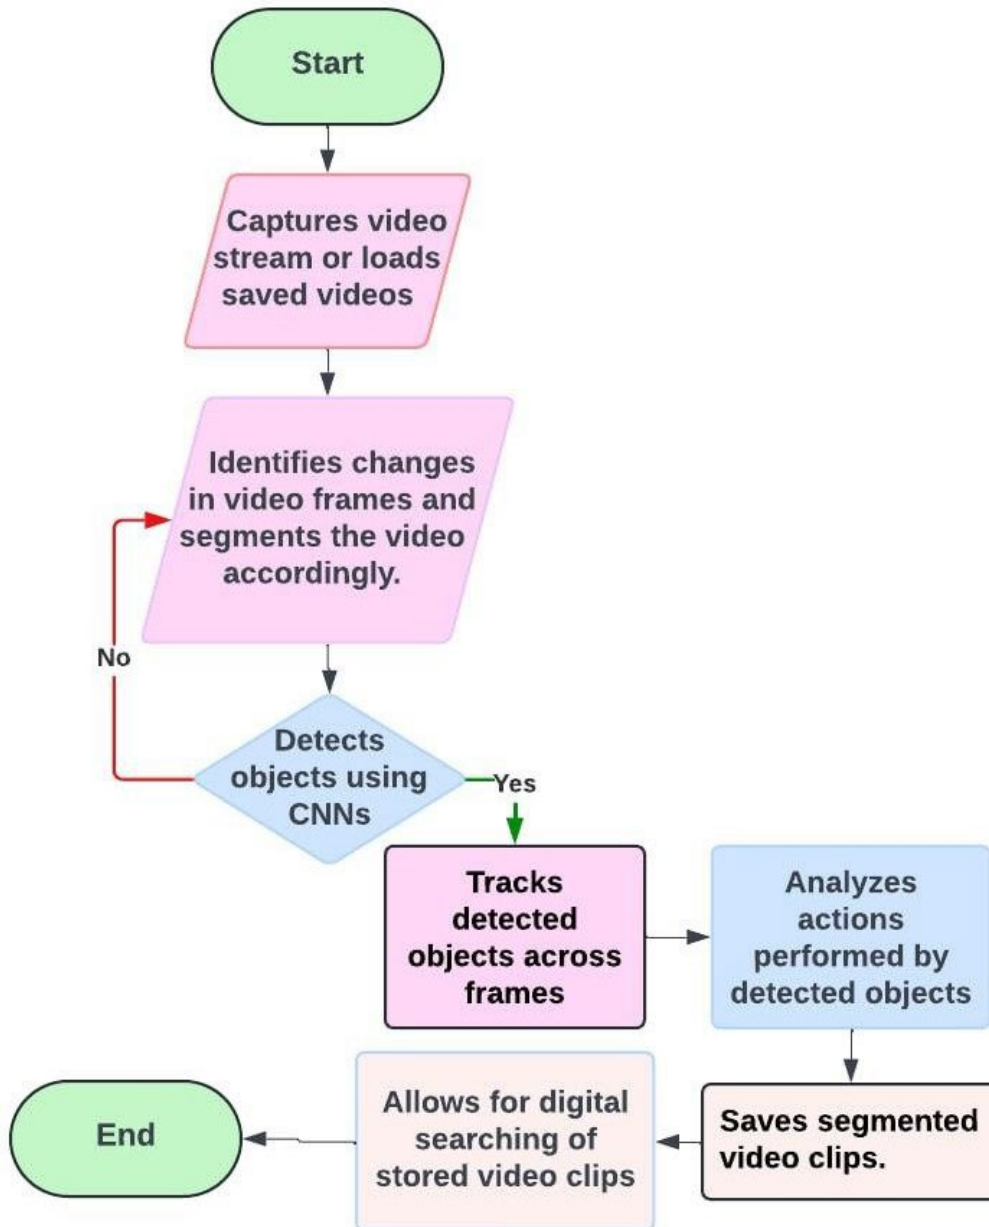 Start
Captures video
stream or loads
saved videos
Identifies changes
in video frames and
segments the video
accordingly.
No
Detects
objects using
CNNs
Yes
Tracks
detected
objects across
frames
Analyzes
actions
performed by
detected objects
Saves segmented
video clips.
Allows for digital
searching of
stored video clips
End